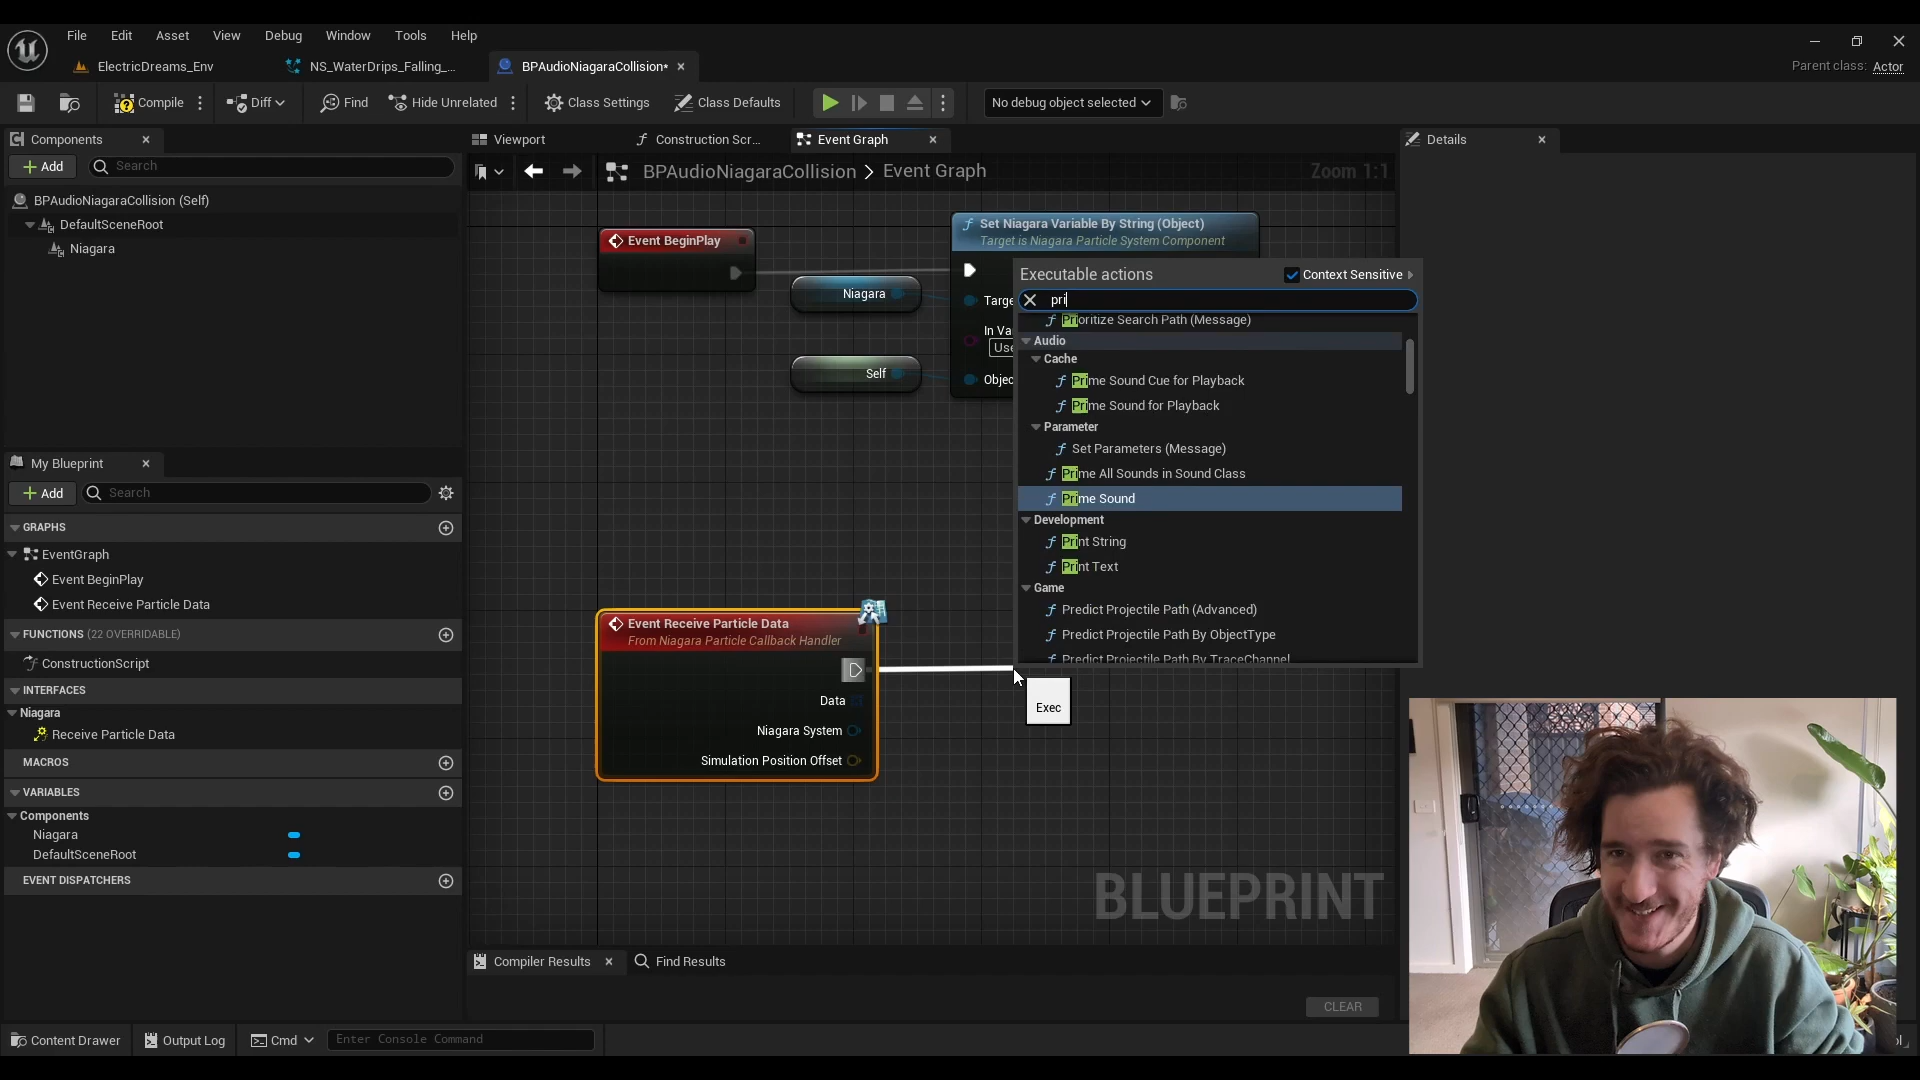 File Edit Asset View Debug Window Tools Help
ElectricDreams_Env
NS_WaterDrips_Falling_...
BPAudioNiagaraCollision*
Parent class: Actor
Compile
Diff
Find
Hide Unrelated
Class Settings
Class Defaults
No debug object selected
Components
Add
Search
BPAudioNiagaraCollision (Self)
DefaultSceneRoot
Niagara
My Blueprint
Add
Search
GRAPHS
EventGraph
Event BeginPlay
Event Receive Particle Data
FUNCTIONS (22 OVERRIDABLE)
ConstructionScript
INTERFACES
Niagara
Receive Particle Data
MACROS
VARIABLES
Components
Niagara
DefaultSceneRoot
EVENT DISPATCHERS
Viewport
Construction Scr...
Event Graph
BPAudioNiagaraCollision > Event Graph
Zoom 1:1
Event BeginPlay
Niagara
Self
Set Niagara Variable By String (Object)
Target is Niagara Particle System Component
Targe
In Va
Use
Objec
Executable actions
Context Sensitive
pri
Prioritize Search Path (Message)
Audio
Cache
Prime Sound Cue for Playback
Prime Sound for Playback
Parameter
Set Parameters (Message)
Prime All Sounds in Sound Class
Prime Sound
Development
Print String
Print Text
Game
Predict Projectile Path (Advanced)
Predict Projectile Path By ObjectType
Predict Projectile Path By TraceChannel
Event Receive Particle Data
From Niagara Particle Callback Handler
Data
Niagara System
Simulation Position Offset
Exec
BLUEPRINT
Compiler Results
Find Results
CLEAR
Details
Content Drawer
Output Log
Cmd
Enter Console Command